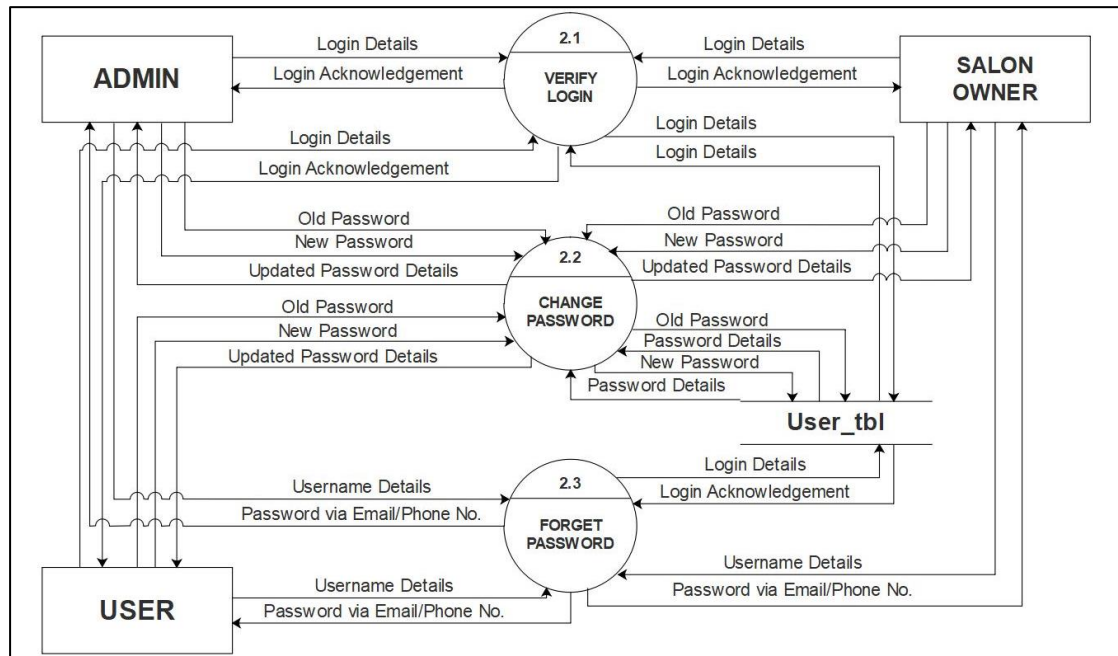 2.1
VERIFY
LOGIN
ADMIN
SALON
OWNER
Login Details
Login Acknowledgement
Login Details
Login Acknowledgement
Login Details
Login Acknowledgement
Login Details
Login Details
Old Password
New Password
Updated Password Details
2.2
CHANGE
PASSWORD
Old Password
New Password
Updated Password Details
Old Password
New Password
Updated Password Details
Old Password
Password Details
New Password
Password Details
User_tbl
2.3
FORGET
PASSWORD
Login Details
Login Acknowledgement
Username Details
Password via Email/Phone No.
USER
Username Details
Password via Email/Phone No.
Username Details
Password via Email/Phone No.